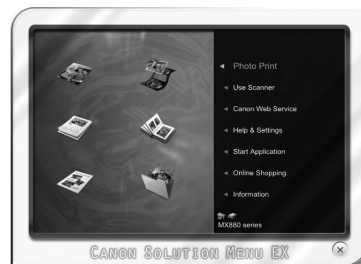 Photo Print
Use Scanner
Canon Web Service
Help & Settings
Start Application
Online Shopping
Information
MX880 series
CANON SOLUTION MENU EX